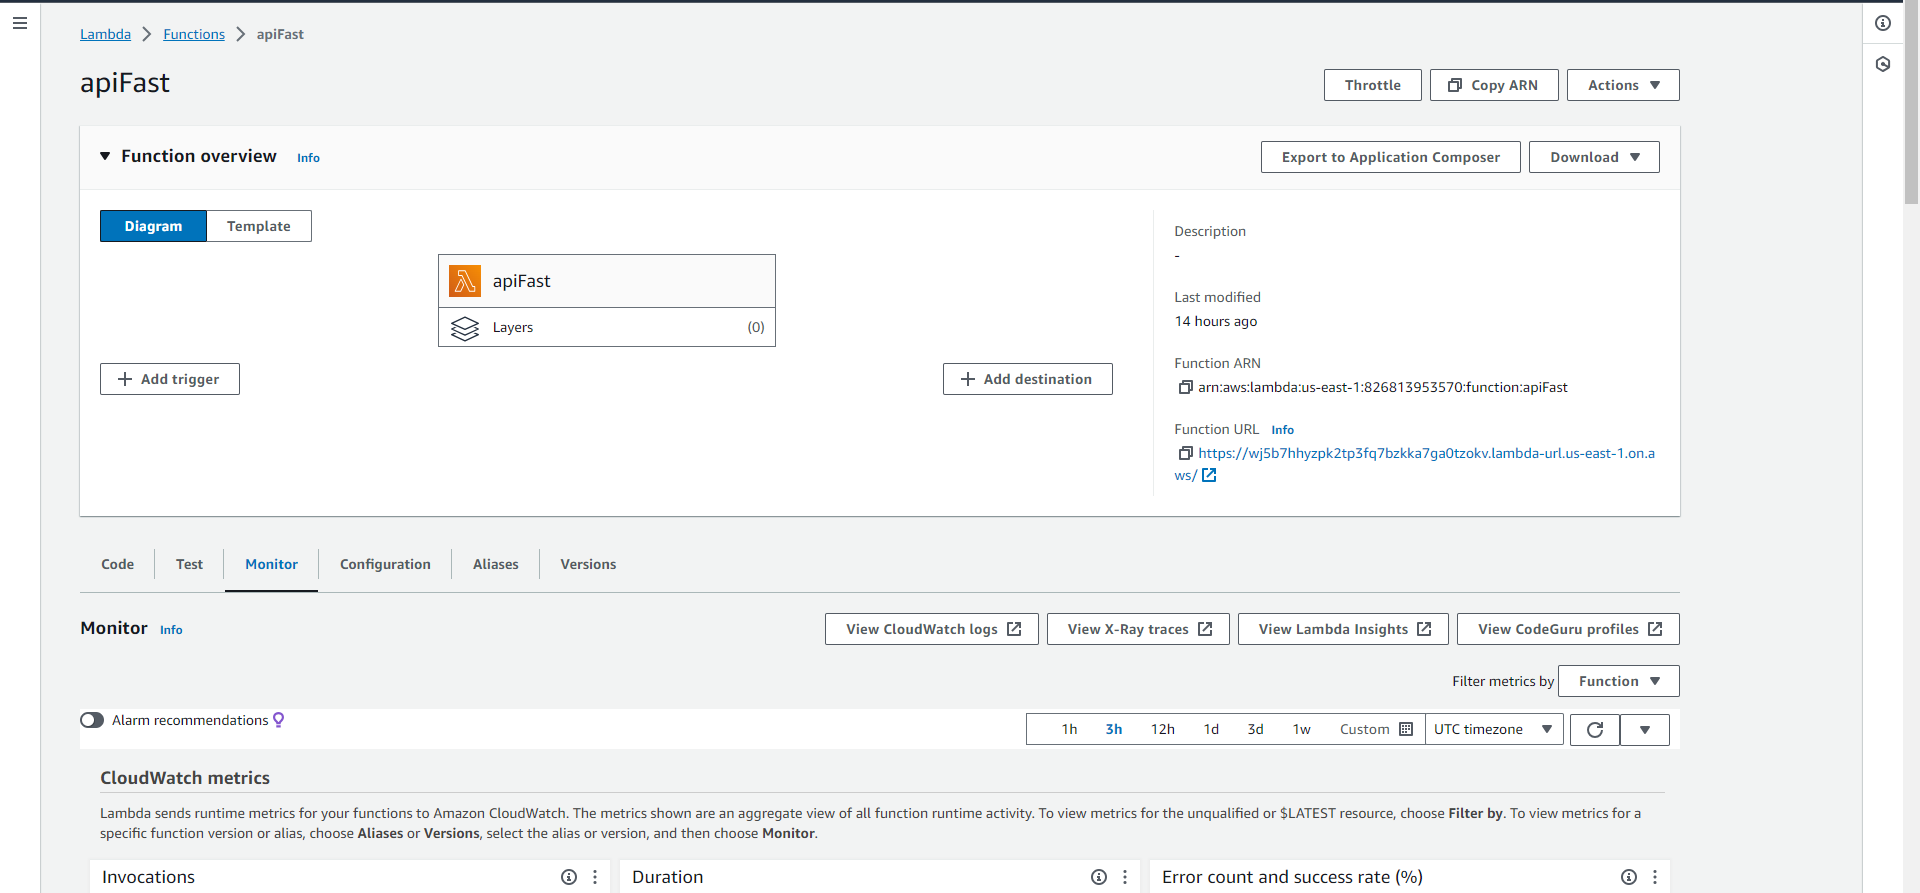 Lambda > Functions > apiFast
apiFast
Throttle
Copy ARN
Actions
Function overview Info
Export to Application Composer
Download
Diagram
Template
apiFast
Layers (0)
Add trigger
Add destination
Description
-
Last modified
14 hours ago
Function ARN
arn:aws:lambda:us-east-1:826813953570:function:apiFast
Function URL Info
https://wj5b7hhyzpk2tp3fq7bzkka7ga0tzokv.lambda-url.us-east-1.on.a
ws/
Code
Test
Monitor
Configuration
Aliases
Versions
Monitor Info
View CloudWatch logs
View X-Ray traces
View Lambda Insights
View CodeGuru profiles
Filter metrics by Function
Alarm recommendations
1h 3h 12h 1d 3d 1w Custom UTC timezone
CloudWatch metrics
Lambda sends runtime metrics for your functions to Amazon CloudWatch. The metrics shown are an aggregate view of all function runtime activity. To view metrics for the unqualified or $LATEST resource, choose Filter by. To view metrics for a
specific function version or alias, choose Aliases or Versions, select the alias or version, and then choose Monitor.
Invocations
Duration
Error count and success rate (%)